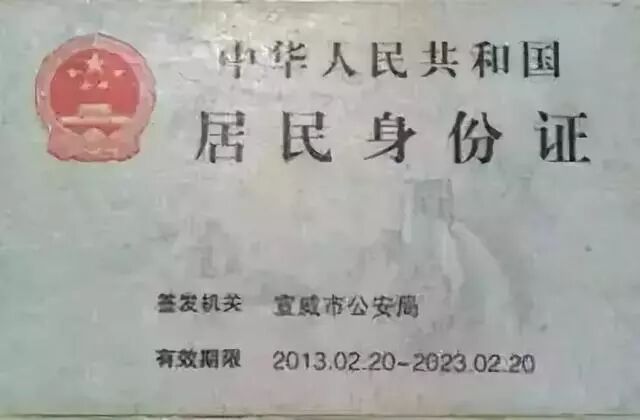 中华人民共和国
居民身份证
签发机关 宣威市公安局
有效期限 2013.02.20-2023.02.20